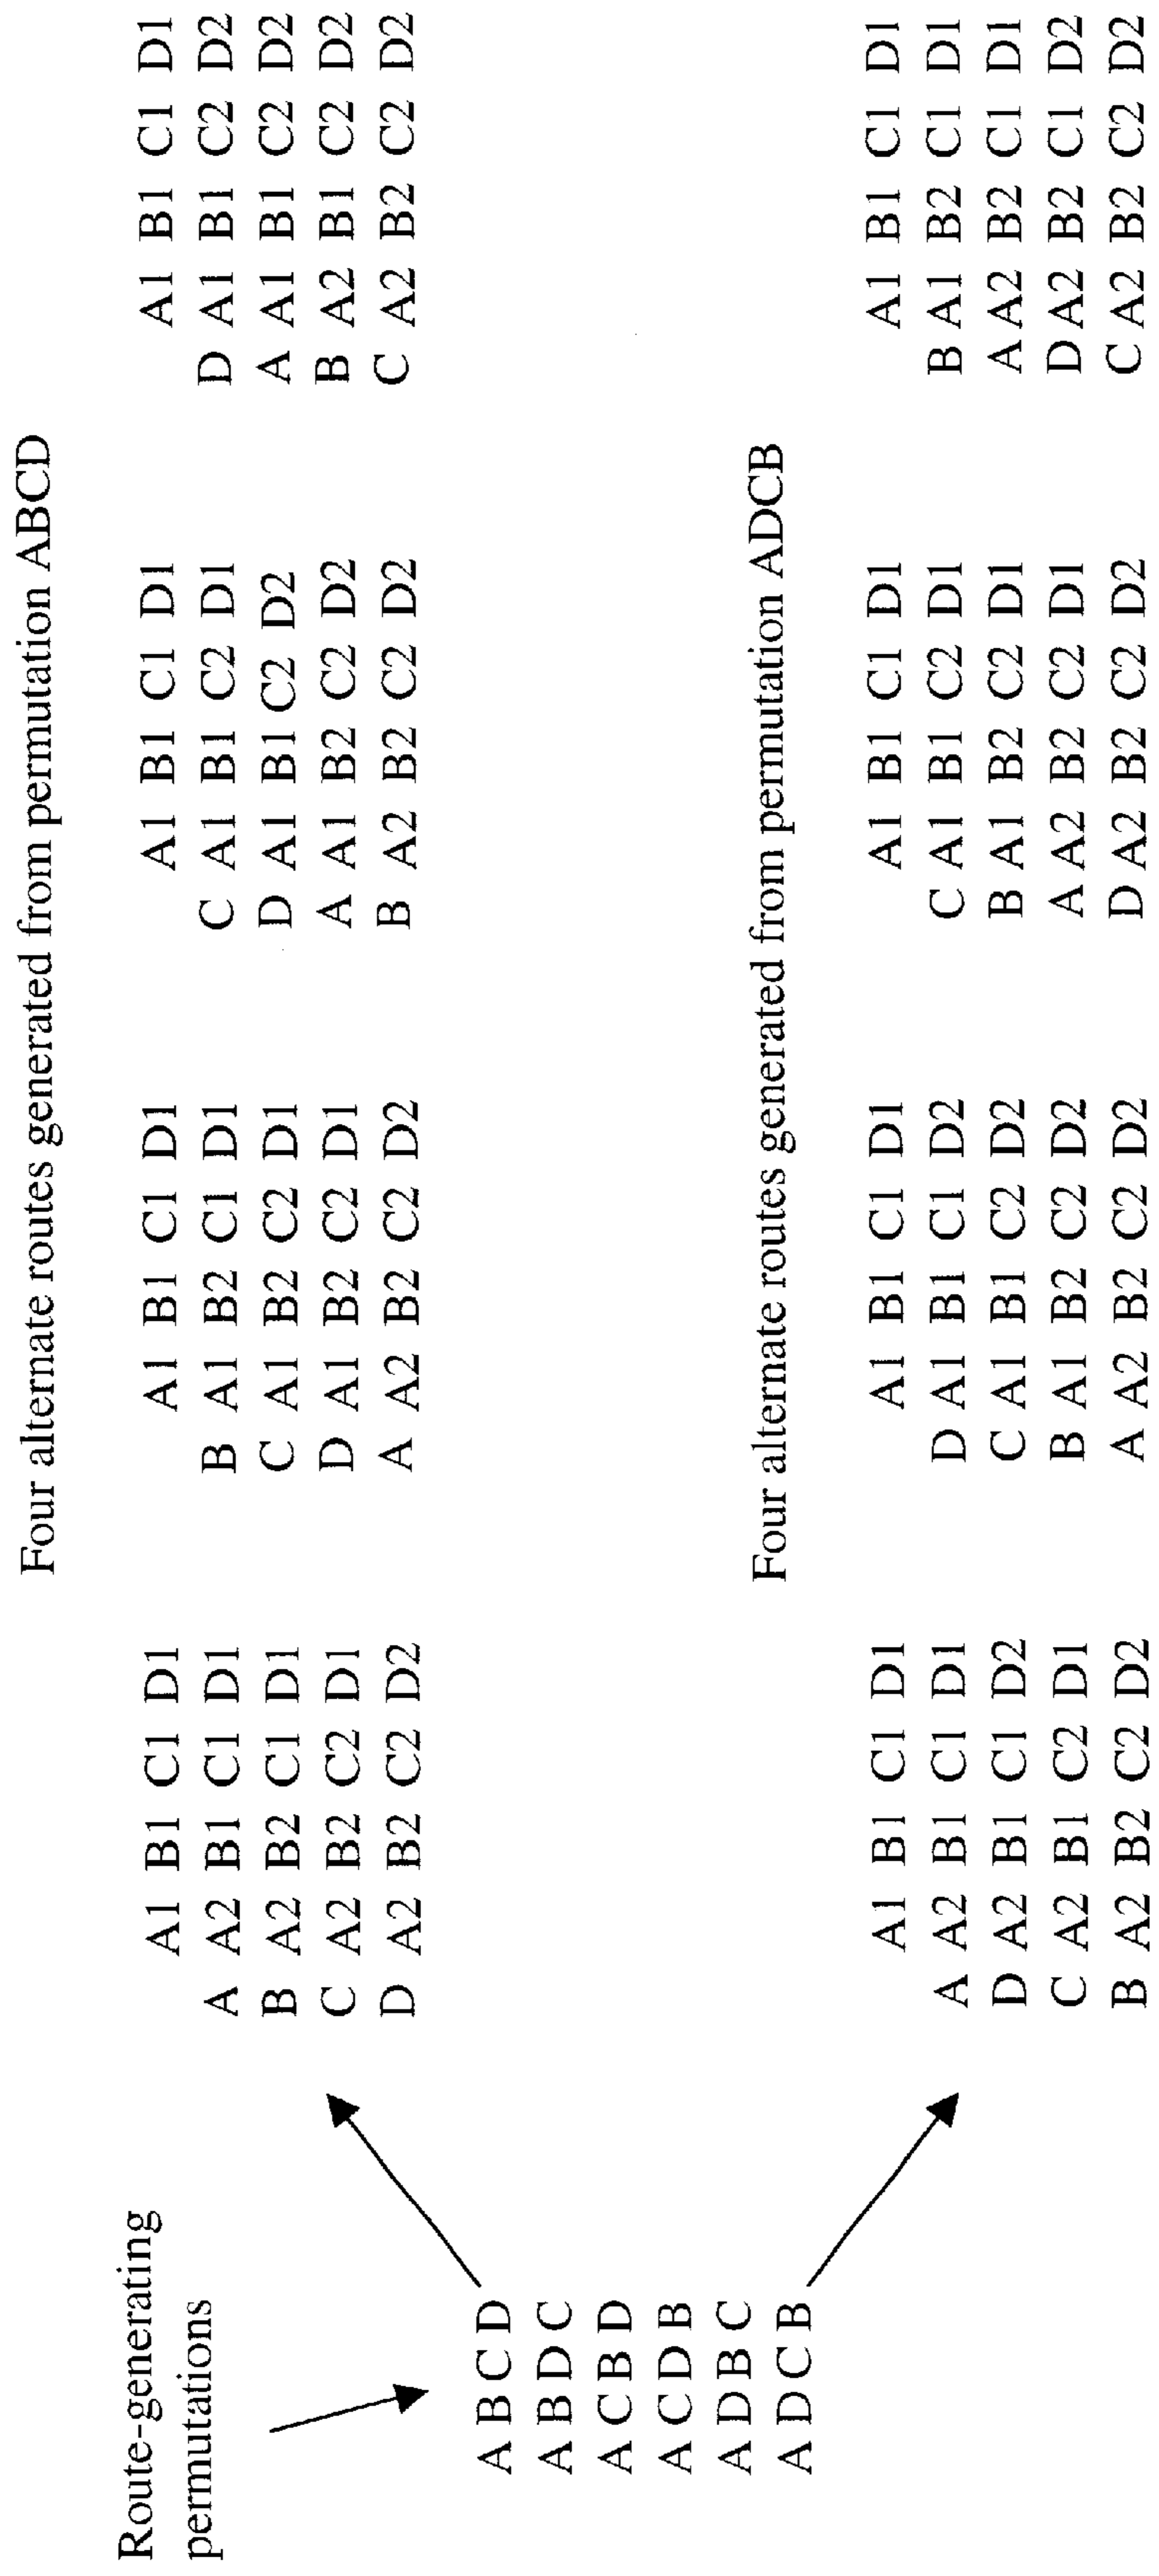 Route-generating
permutations
A B C D
A B D C
A C B D
A C D B
A D B C
A D C B
Four alternate routes generated from permutation ABCD
A1 B1 C1 D1
A A2 B1 C1 D1
B A2 B2 C1 D1
C A2 B2 C2 D1
D A2 B2 C2 D2
A1 B1 C1 D1
B A1 B2 C1 D1
C A1 B2 C2 D1
D A1 B2 C2 D1
A A2 B2 C2 D2
A1 B1 C1 D1
C A1 B1 C2 D1
D A1 B1 C2 D2
A A1 B2 C2 D2
B A2 B2 C2 D2
A1 B1 C1 D1
D A1 B1 C2 D2
A A1 B1 C2 D2
B A2 B1 C2 D2
C A2 B2 C2 D2
Four alternate routes generated from permutation ADCB
A1 B1 C1 D1
A A2 B1 C1 D1
D A2 B1 C1 D2
C A2 B1 C2 D1
B A2 B2 C2 D2
A1 B1 C1 D1
D A1 B1 C1 D2
C A1 B1 C2 D2
B A1 B2 C2 D2
A A2 B2 C2 D2
A1 B1 C1 D1
C A1 B1 C2 D1
B A1 B2 C2 D1
A A2 B2 C2 D1
D A2 B2 C2 D2
A1 B1 C1 D1
B A1 B2 C1 D1
A A2 B2 C1 D1
D A2 B2 C1 D2
C A2 B2 C2 D2